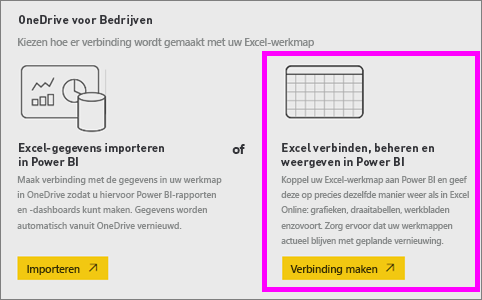 OneDrive voor Bedrijven
Kiezen hoe er verbinding wordt gemaakt met uw Excel-werkmap
Excel-gegevens importeren
in Power BI
Maak verbinding met de gegevens in uw werkmap
in OneDrive zodat u hiervoor Power BI-rapporten
en -dashboards kunt maken. Gegevens worden
automatisch vanuit OneDrive vernieuwd.
Importeren
of
Excel verbinden, beheren en
weergeven in Power BI
Koppel uw Excel-werkmap aan Power BI en geef
deze op precies dezelfde manier weer als in Excel
Online: grafieken, draaitabellen, werkbladen
enzovoort. Zorg ervoor dat uw werkmappen
actueel blijven met geplande vernieuwing.
Verbinding maken